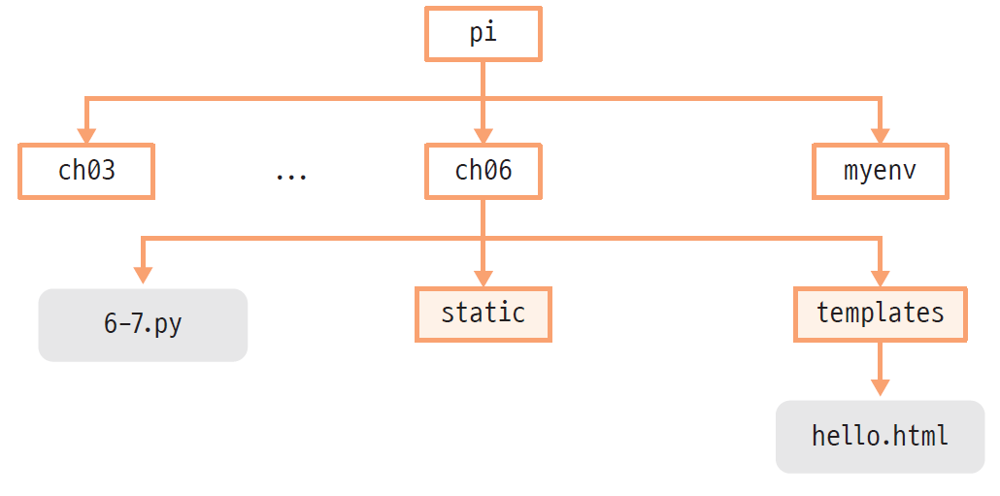 pi
ch03
...
ch06
myenv
6-7.py
static
templates
hello.html